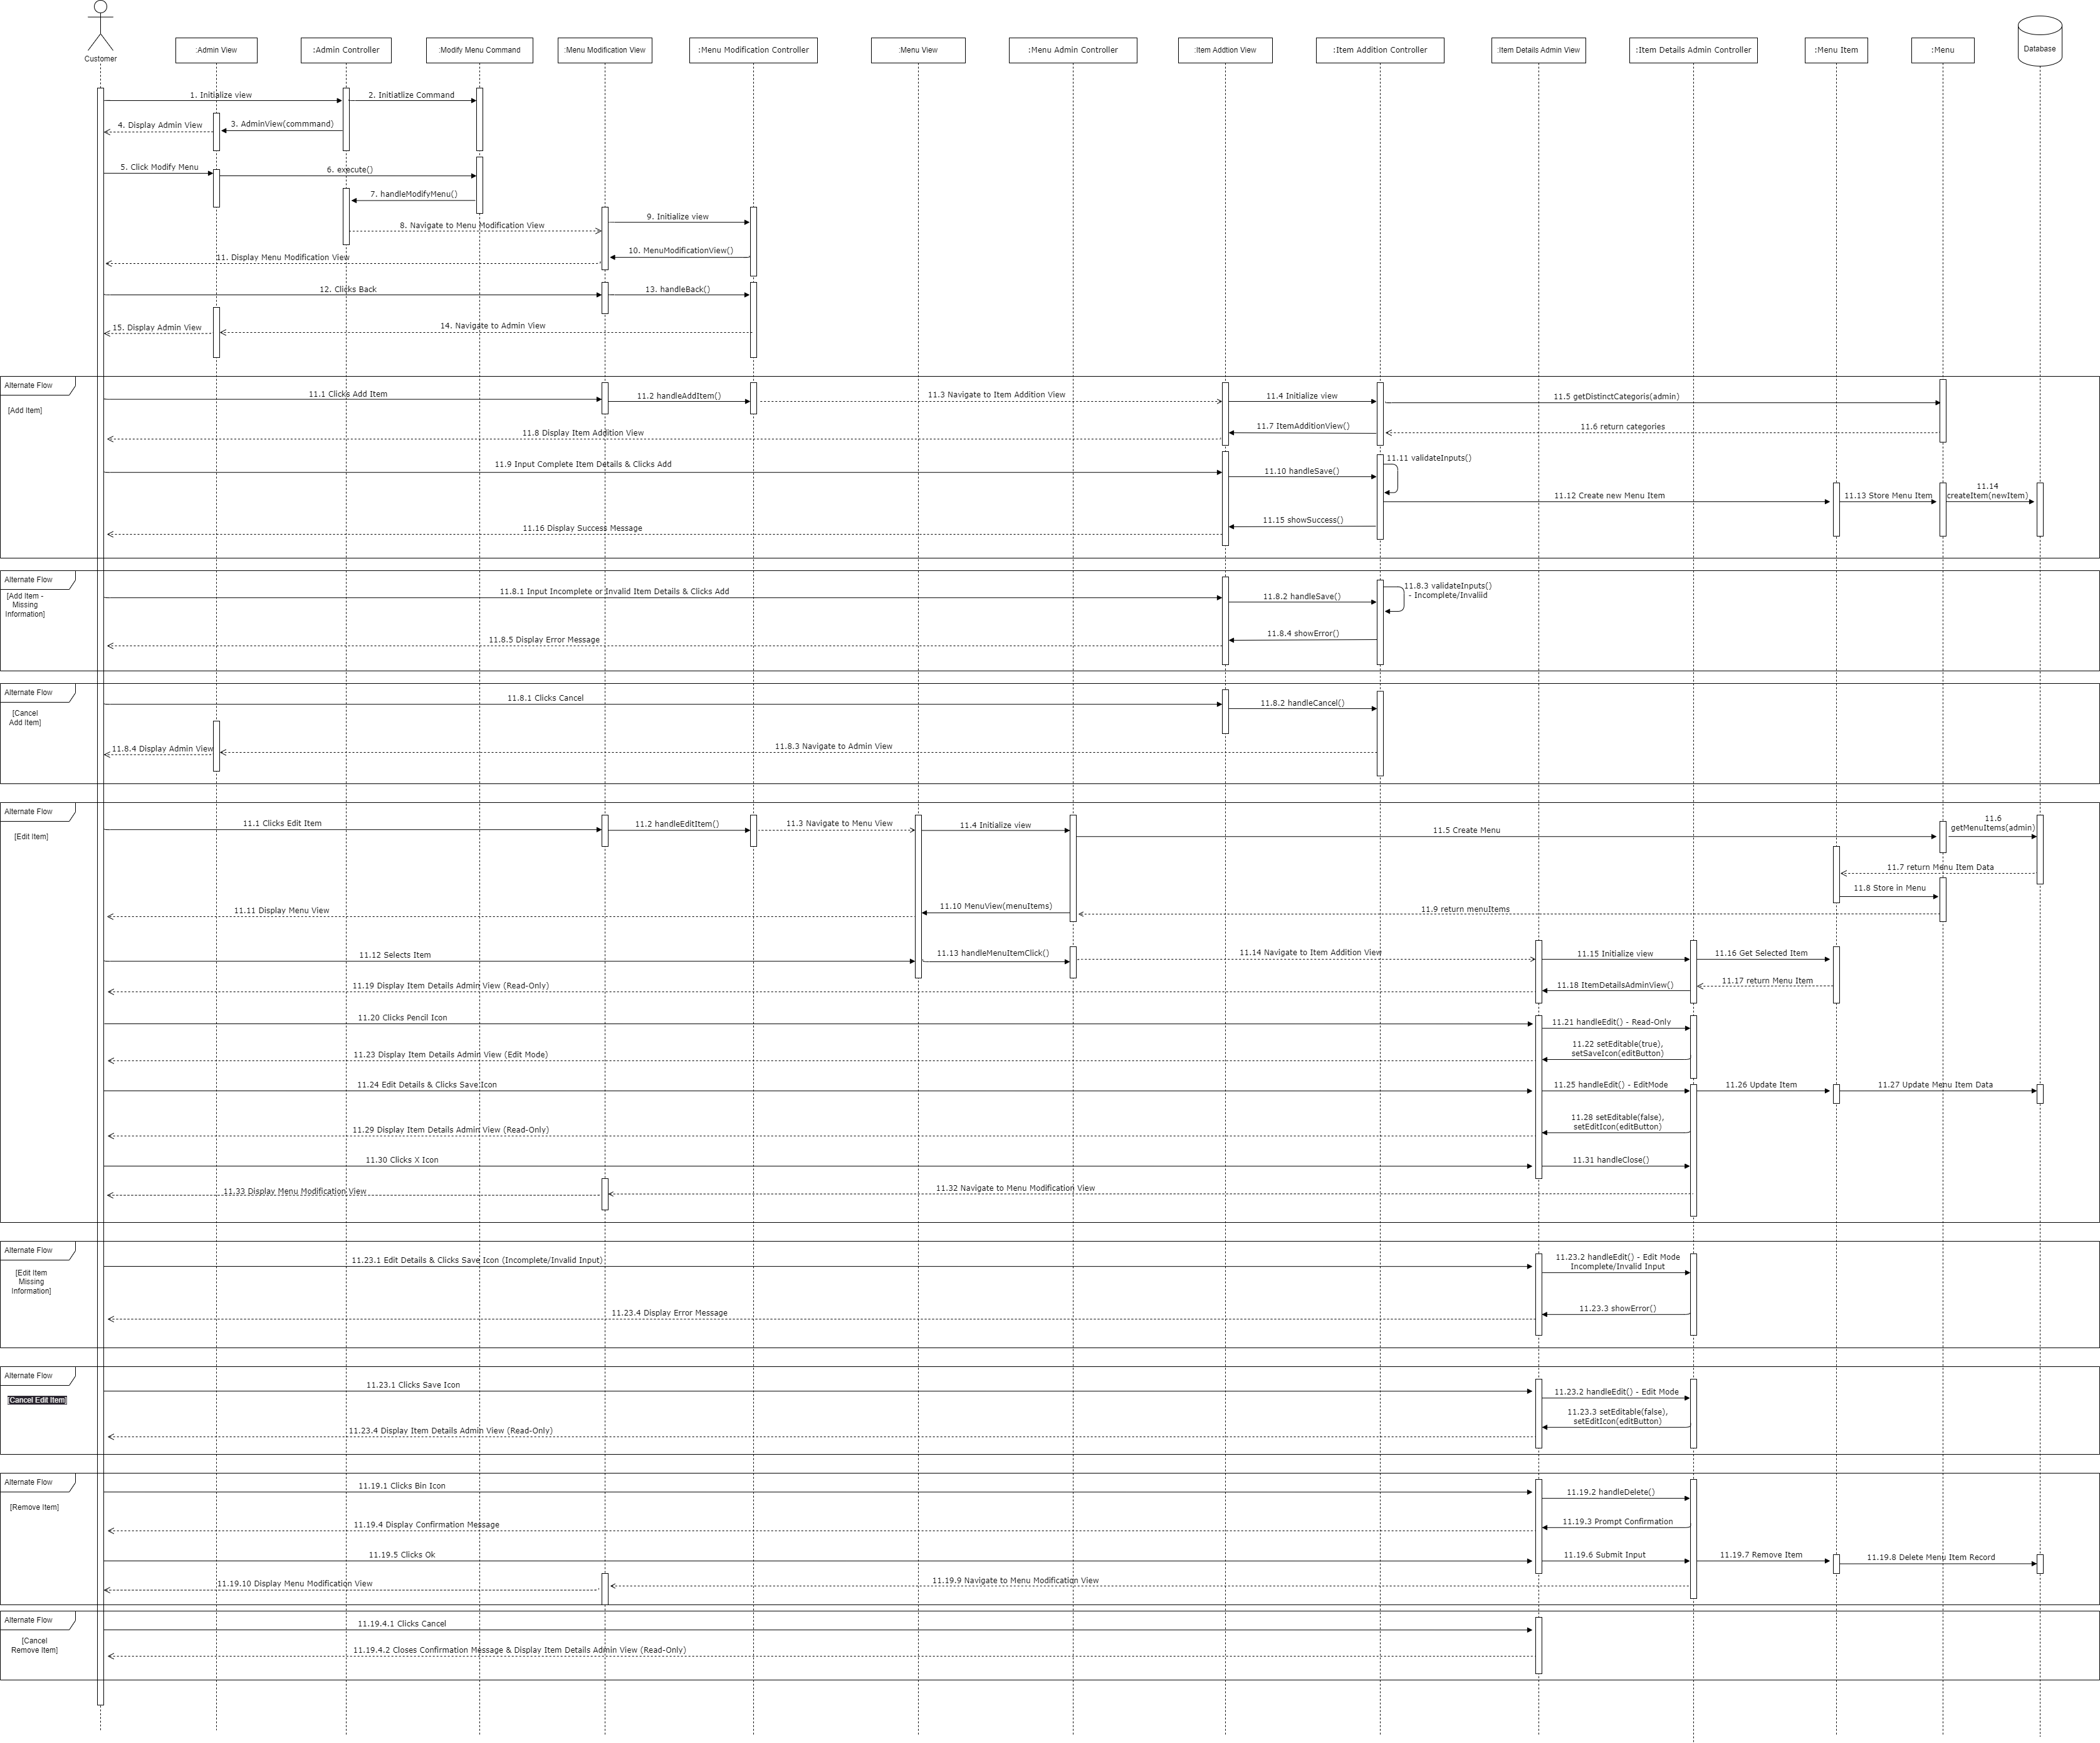 Customer
:Admin View
:Admin Controller
:Modify Menu Command
:Menu Modification View
:Menu Modification Controller
:Menu View
:Menu Admin Controller
:Item Addtion View
:Item Addition Controller
:Item Details Admin View
:Item Details Admin Controller
:Menu Item
:Menu
Database
1. Initialize view
2. Initiatlize Command
3. AdminView(commmand)
4. Display Admin View
5. Click Modify Menu
6. execute()
7. handleModifyMenu()
8. Navigate to Menu Modification View
9. Initialize view
10. MenuModificationView()
11. Display Menu Modification View
12. Clicks Back
13. handleBack()
14. Navigate to Admin View
15. Display Admin View
Alternate Flow
[Add Item]
11.1 Clicks Add Item
11.2 handleAddItem()
11.3 Navigate to Item Addition View
11.4 Initialize view
11.5 getDistinctCategoris(admin)
11.6 return categories
11.7 ItemAdditionView()
11.8 Display Item Addition View
11.9 Input Complete Item Details & Clicks Add
11.10 handleSave()
11.11 validateInputs()
11.12 Create new Menu Item
11.13 Store Menu Item
11.14
createItem(newItem)
11.15 showSuccess()
11.16 Display Success Message
Alternate Flow
[Add Item -
Missing
Information]
11.8.1 Input Incomplete or Invalid Item Details & Clicks Add
11.8.2 handleSave()
11.8.3 validateInputs()
- Incomplete/Invaliid
11.8.4 showError()
11.8.5 Display Error Message
Alternate Flow
[Cancel
Add Item]
11.8.1 Clicks Cancel
11.8.2 handleCancel()
11.8.3 Navigate to Admin View
11.8.4 Display Admin View
Alternate Flow
[Edit Item]
11.1 Clicks Edit Item
11.2 handleEditItem()
11.3 Navigate to Menu View
11.4 Initialize view
11.5 Create Menu
11.6
getMenuItems(admin)
11.7 return Menu Item Data
11.8 Store in Menu
11.9 return menuItems
11.10 MenuView(menuItems)
11.11 Display Menu View
11.12 Selects Item
11.13 handleMenuItemClick()
11.14 Navigate to Item Addition View
11.15 Initialize view
11.16 Get Selected Item
11.17 return Menu Item
11.18 ItemDetailsAdminView()
11.19 Display Item Details Admin View (Read-Only)
11.20 Clicks Pencil Icon
11.21 handleEdit() - Read-Only
11.22 setEditable(true),
setSaveIcon(editButton)
11.23 Display Item Details Admin View (Edit Mode)
11.24 Edit Details & Clicks Save Icon
11.25 handleEdit() - EditMode
11.26 Update Item
11.27 Update Menu Item Data
11.28 setEditable(false),
setEditIcon(editButton)
11.29 Display Item Details Admin View (Read-Only)
11.30 Clicks X Icon
11.31 handleClose()
11.32 Navigate to Menu Modification View
11.33 Display Menu Modification View
Alternate Flow
[Edit Item
Missing
Information]
11.23.1 Edit Details & Clicks Save Icon (Incomplete/Invalid Input)
11.23.2 handleEdit() - Edit Mode
Incomplete/Invalid Input
11.23.3 showError()
11.23.4 Display Error Message
Alternate Flow
[Cancel Edit Item]
11.23.1 Clicks Save Icon
11.23.2 handleEdit() - Edit Mode
11.23.3 setEditable(false),
setEditIcon(editButton)
11.23.4 Display Item Details Admin View (Read-Only)
Alternate Flow
[Remove Item]
11.19.1 Clicks Bin Icon
11.19.2 handleDelete()
11.19.3 Prompt Confirmation
11.19.4 Display Confirmation Message
11.19.5 Clicks Ok
11.19.6 Submit Input
11.19.7 Remove Item
11.19.8 Delete Menu Item Record
11.19.9 Navigate to Menu Modification View
11.19.10 Display Menu Modification View
Alternate Flow
[Cancel
Remove Item]
11.19.4.1 Clicks Cancel
11.19.4.2 Closes Confirmation Message & Display Item Details Admin View (Read-Only)